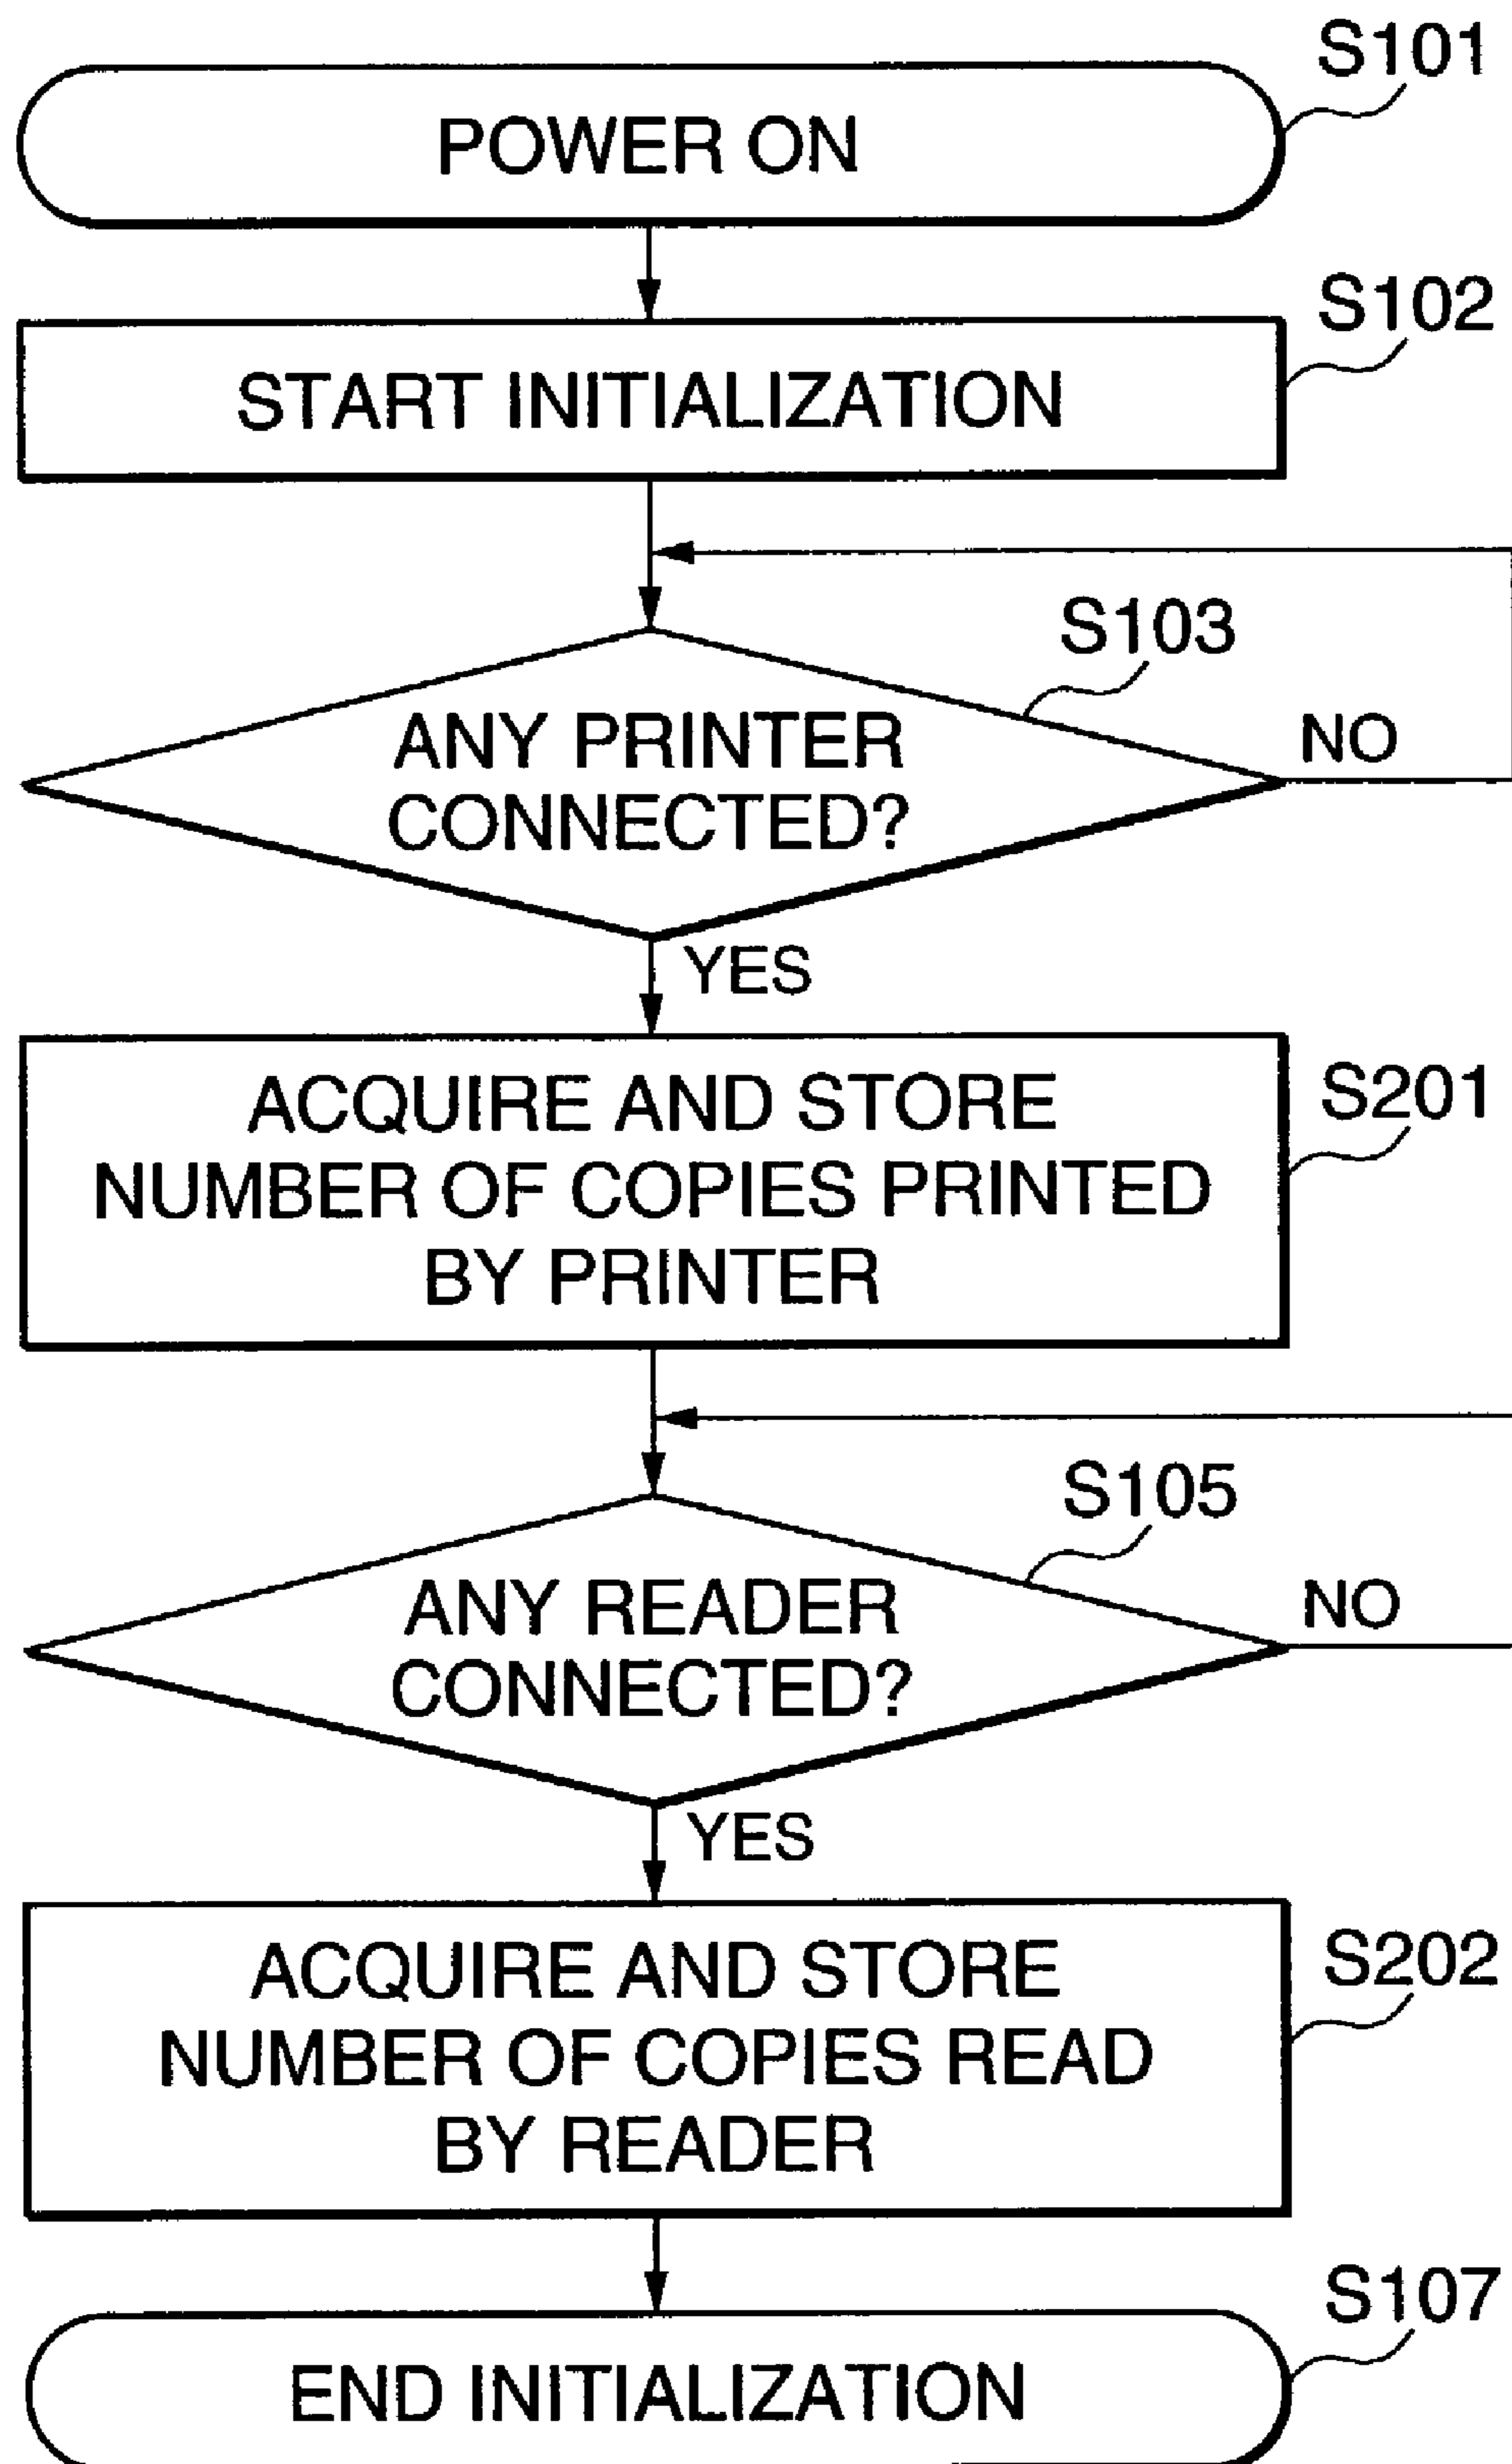 S101
POWER ON
S102
START INITIALIZATION
S103
ANY PRINTER
CONNECTED?
NO
YES
S201
ACQUIRE AND STORE
NUMBER OF COPIES PRINTED
BY PRINTER
S105
ANY READER
CONNECTED?
NO
YES
S202
ACQUIRE AND STORE
NUMBER OF COPIES READ
BY READER
S107
END INITIALIZATION